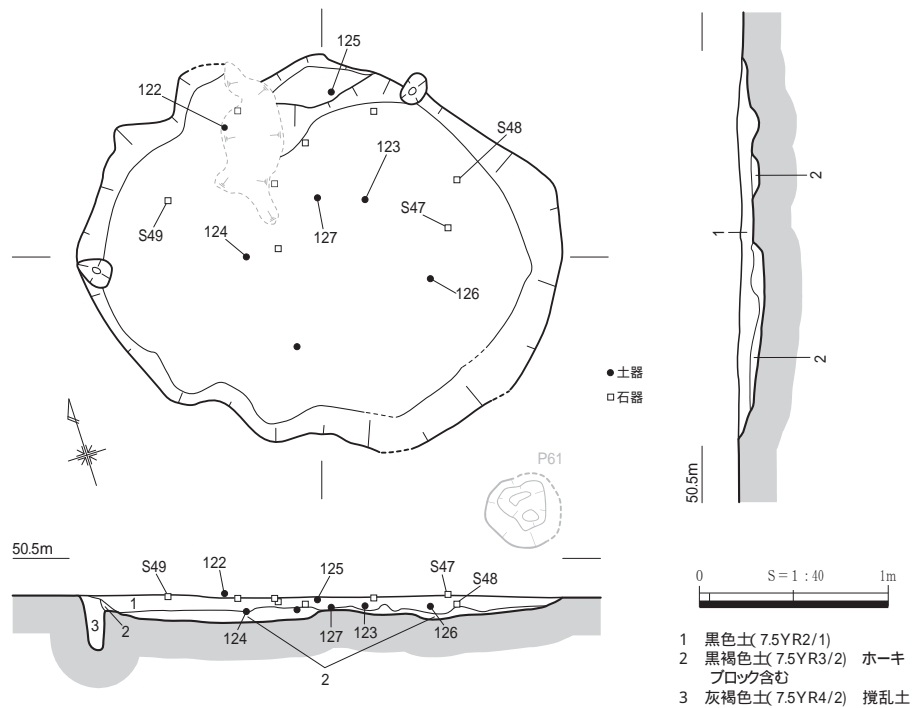 125
122
S48
123
S47
S49
124
127
126
●土器
□石器
P61
2
1
2
50.5m
50.5m
S49
122
125
S47
S48
1
3
2
124
127
123
126
2
0 S=1:40 1m
1 黒色土(7.5YR2/1)
2 黒褐色土(7.5YR3/2) ホーキ
ブロック含む
3 灰褐色土(7.5YR4/2) 撹乱土